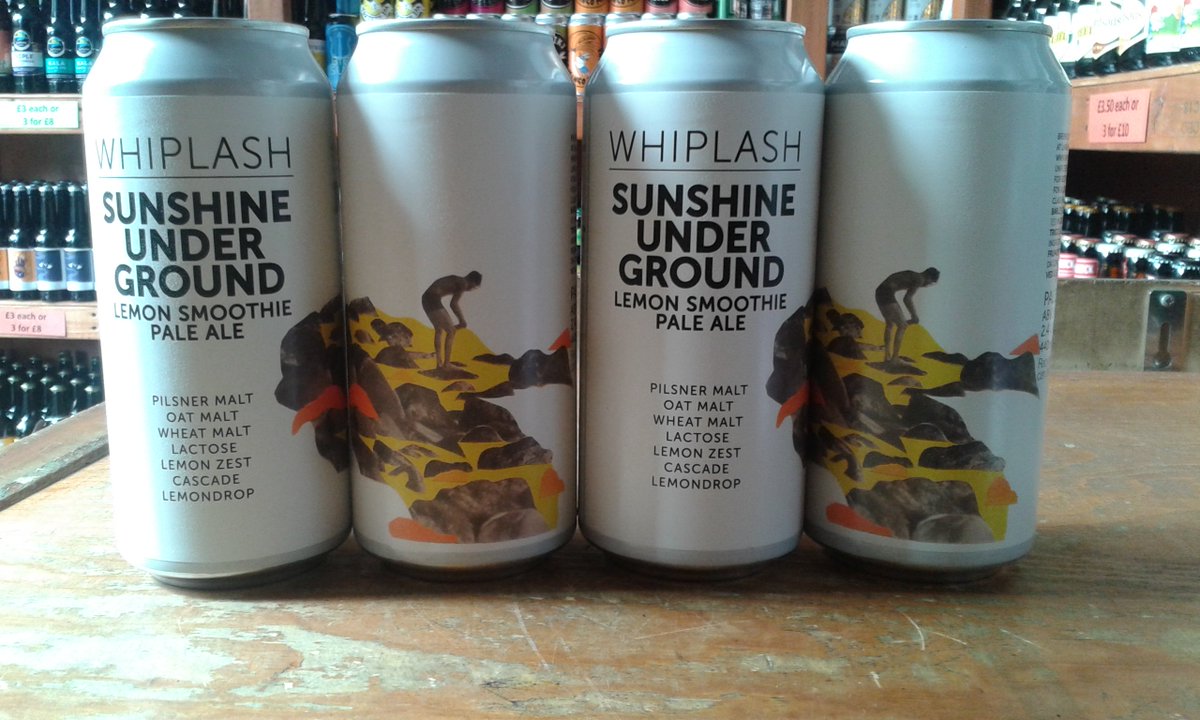 £3 each or
3 for £8
£3 each or
3 for £8
WHIPLASH
SUNSHINE
UNDER
GROUND
LEMON SMOOTHIE
PALE ALE
PILSNER MALT
OAT MALT
WHEAT MALT
LACTOSE
LEMON ZEST
CASCADE
LEMONDROP
WHIPLASH
SUNSHINE
UNDER
GROUND
LEMON SMOOTHIE
PALE ALE
PILSNER MALT
OAT MALT
WHEAT MALT
LACTOSE
LEMON ZEST
CASCADE
LEMONDROP
£3.50 each or
3 for £10